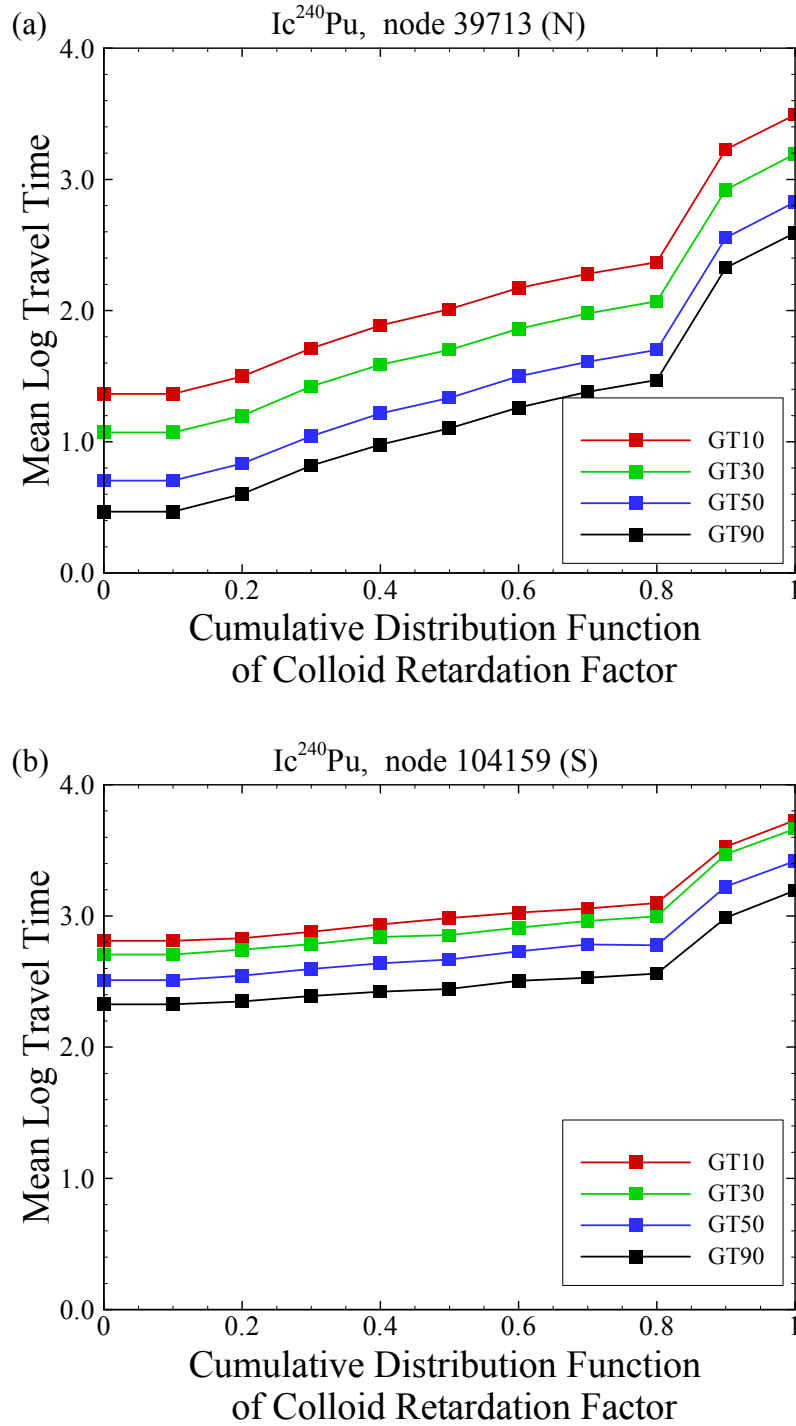 (a)
Ic240Pu, node 39713 (N)
4.0
3.0
2.0
1.0
0.0
Mean Log Travel Time
GT10
GT30
GT50
GT90
0 0.2 0.4 0.6 0.8 1
Cumulative Distribution Function
of Colloid Retardation Factor
(b)
Ic240Pu, node 104159 (S)
4.0
3.0
2.0
1.0
0.0
Mean Log Travel Time
GT10
GT30
GT50
GT90
0 0.2 0.4 0.6 0.8 1
Cumulative Distribution Function
of Colloid Retardation Factor